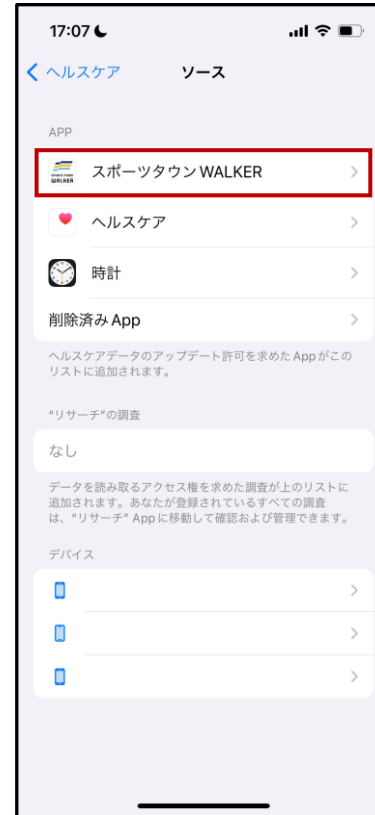 17:07
ヘルスケア ソース
APP
スポーツタウン WALKER
ヘルスケア
時計
削除済み App
ヘルスケアデータのアップデート許可を求めた App がこの
リストに追加されます。
"リサーチ"の調査
なし
データを読み取るアクセス権を求めた調査が上のリストに
追加されます。あなたが登録されているすべての調査
は、"リサーチ" App に移動して確認および管理できます。
デバイス